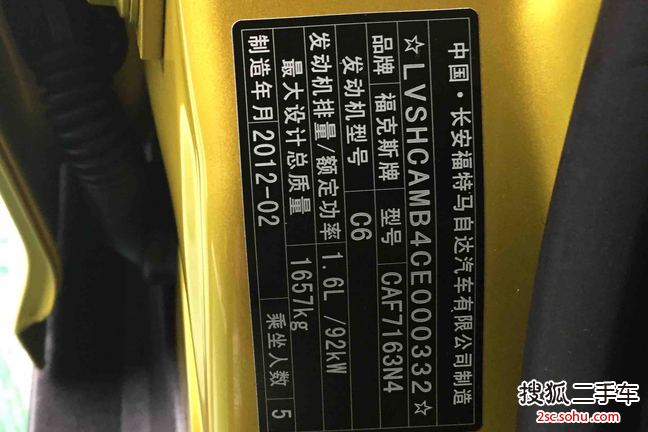 中国·长安福特马自达汽车有限公司制造
☆LVSHCAMB4CE000332☆
品牌 福克斯牌 型号 CAF7163N4
发动机型号 C6
发动机排量/额定功率 1.6L /92kW
最大设计总质量 1657kg
制造年月 2012-02 乘坐人数 5
搜狐二手车
2sc.sohu.com